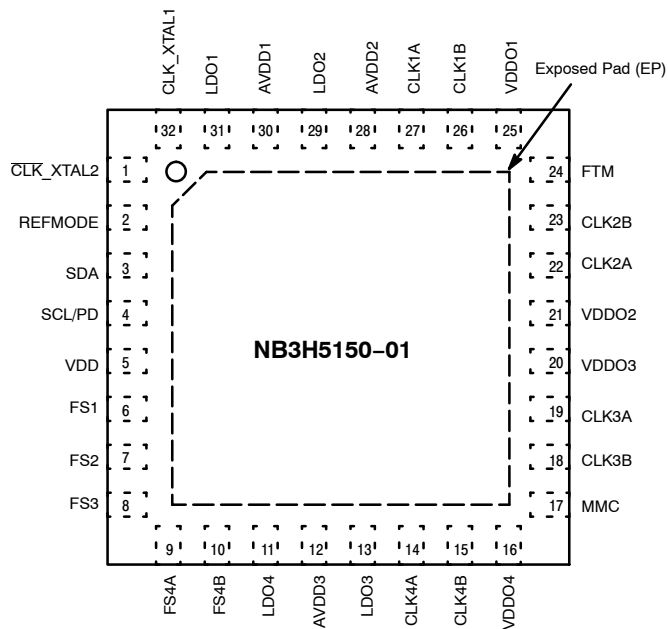 CLK_XTAL1
LDO1
AVDD1
LDO2
AVDD2
CLK1A
CLK1B
VDDO1
Exposed Pad (EP)
32 31 30 29 28 27 26 25
CLK_XTAL2 1
REFMODE 2
SDA 3
SCL/PD 4
VDD 5
FS1 6
FS2 7
FS3 8
24 FTM
23 CLK2B
22 CLK2A
21 VDDO2
20 VDDO3
19 CLK3A
18 CLK3B
17 MMC
NB3H5150-01
9 10 11 12 13 14 15 16
FS4A
FS4B
LDO4
AVDD3
LDO3
CLK4A
CLK4B
VDDO4